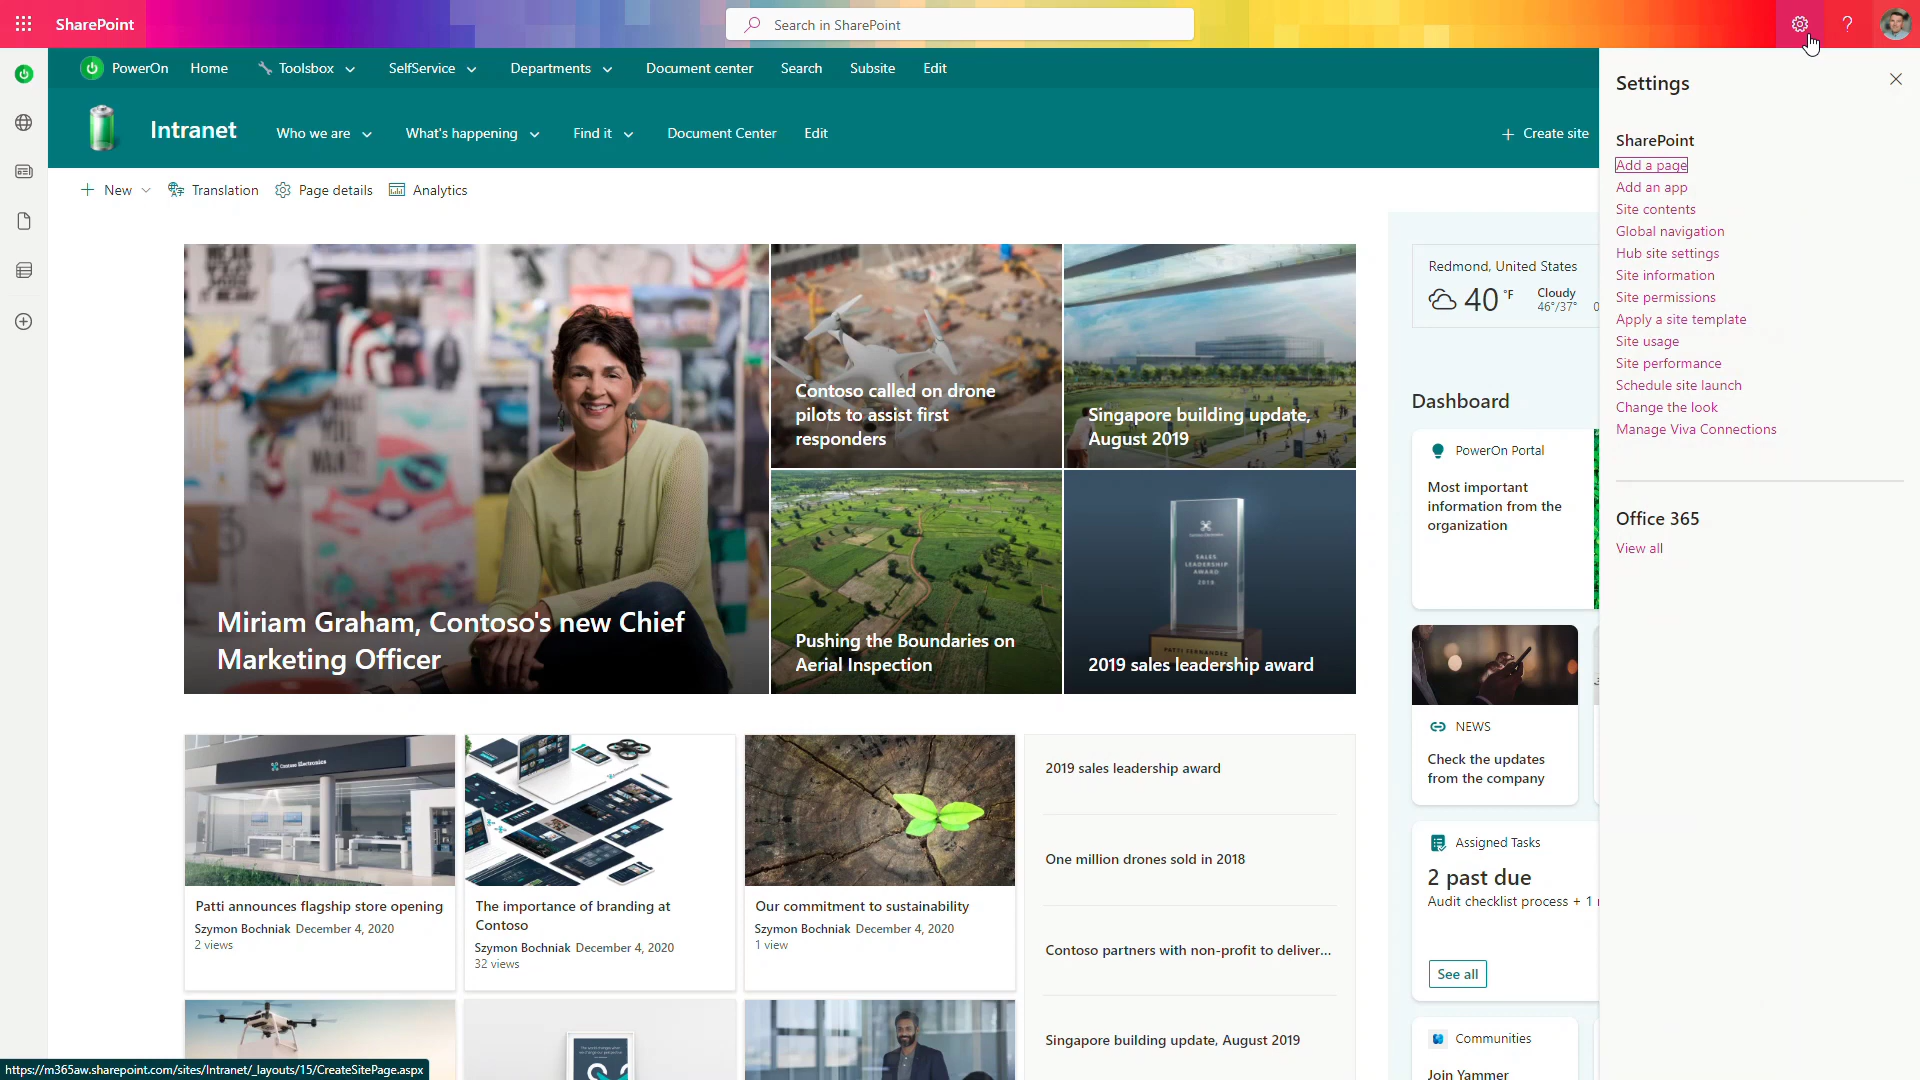 SharePoint
Search in SharePoint
?
PowerOn Home Toolbox SelfService Departments Document center Search Subsite Edit
Intranet Who we are What's happening Find it Document Center Edit
+ Create site
+ New Translation Page details Analytics
Miriam Graham, Contoso's new Chief
Marketing Officer
Contoso called on drone
pilots to assist first
responders
Singapore building update,
August 2019
Pushing the Boundaries on
Aerial Inspection
SALES
LEADERSHIP
AWARD
2019
PATTI FERNANDEZ
2019 sales leadership award
Contoso Electronics
Patti announces flagship store opening
Szymon Bochniak December 4, 2020
2 views
The importance of branding at
Contoso
Szymon Bochniak December 4, 2020
32 views
Our commitment to sustainability
Szymon Bochniak December 4, 2020
1 view
2019 sales leadership award
One million drones sold in 2018
Contoso partners with non-profit to deliver...
Singapore building update, August 2019
Redmond, United States
40 °F Cloudy
46°/37°
Dashboard
PowerOn Portal
Most important
information from the
organization
NEWS
Check the updates
from the company
Assigned Tasks
2 past due
Audit checklist process + 1
See all
Communities
Join Yammer
Settings
SharePoint
Add a page
Add an app
Site contents
Global navigation
Hub site settings
Site information
Site permissions
Apply a site template
Site usage
Site performance
Schedule site launch
Change the look
Manage Viva Connections
Office 365
View all
https://m365aw.sharepoint.com/sites/Intranet/_layouts/15/CreateSitePage.aspx